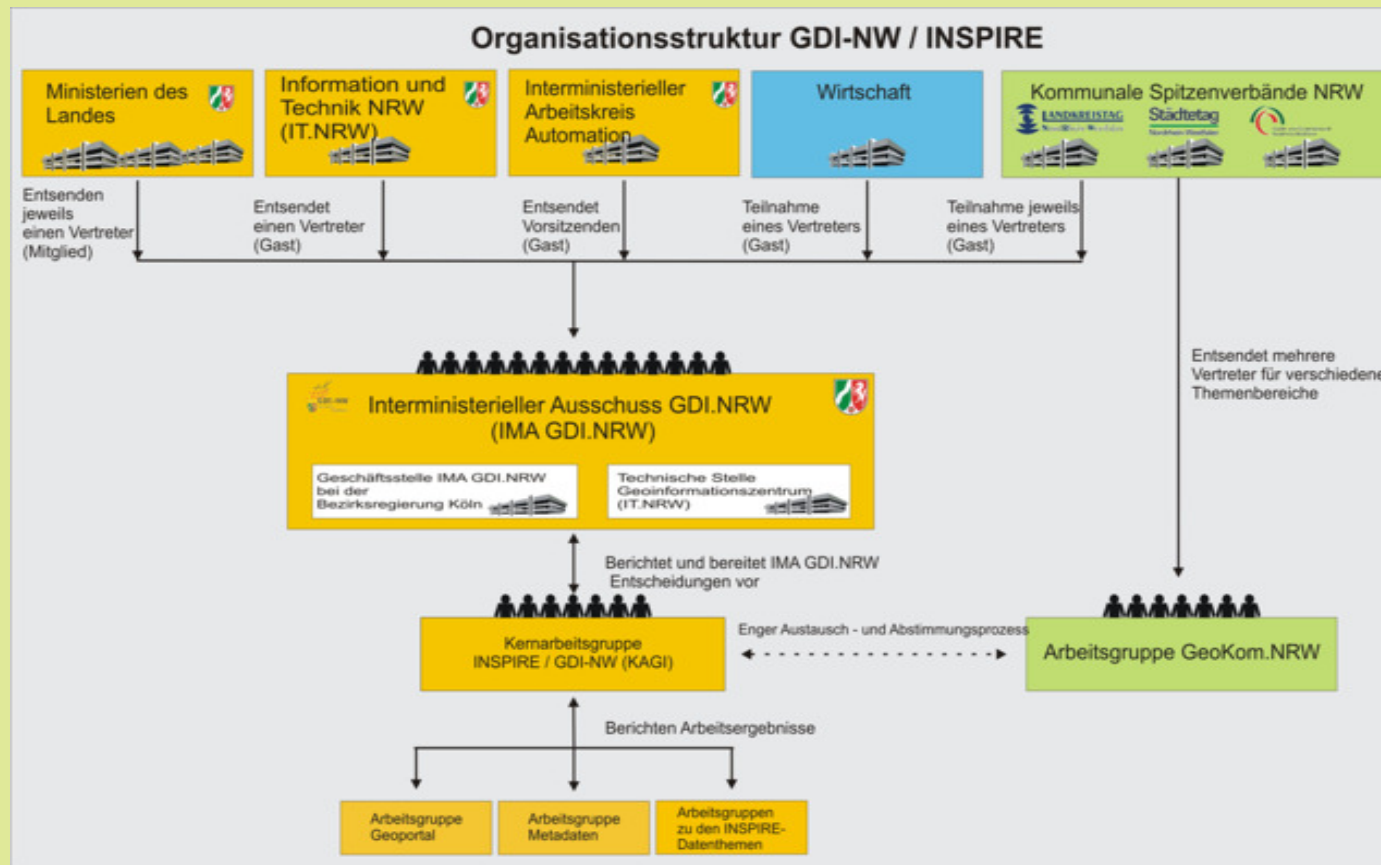 Organisationsstruktur GDI-NW / INSPIRE
Ministerien des
Landes
Information und
Technik NRW
(IT.NRW)
Interministerieller
Arbeitskreis
Automation
Wirtschaft
Kommunale Spitzenverbände NRW
LANDKREISTAG
Städtetag
Nordrhein-Westfalen
Entsenden
jeweils
einen Vertreter
(Mitglied)
Entsendet
einen Vertreter
(Gast)
Entsendet
Vorsitzenden
(Gast)
Teilnahme
eines Vertreters
(Gast)
Teilnahme jeweils
eines Vertreters
(Gast)
Entsendet mehrere
Vertreter für verschiedene
Themenbereiche
Interministerieller Ausschuss GDI.NRW
(IMA GDI.NRW)
Geschäftsstelle IMA GDI.NRW
bei der
Bezirksregierung Köln
Technische Stelle
Geoinformationszentrum
(IT.NRW)
Berichtet und bereitet IMA GDI.NRW
Entscheidungen vor
Kernarbeitsgruppe
INSPIRE / GDI-NW (KAGI)
Enger Austausch - und Abstimmungsprozess
Arbeitsgruppe GeoKom.NRW
Berichten Arbeitsergebnisse
Arbeitsgruppe
Geoportal
Arbeitsgruppe
Metadaten
Arbeitsgruppen
zu den INSPIRE-
Datenthemen